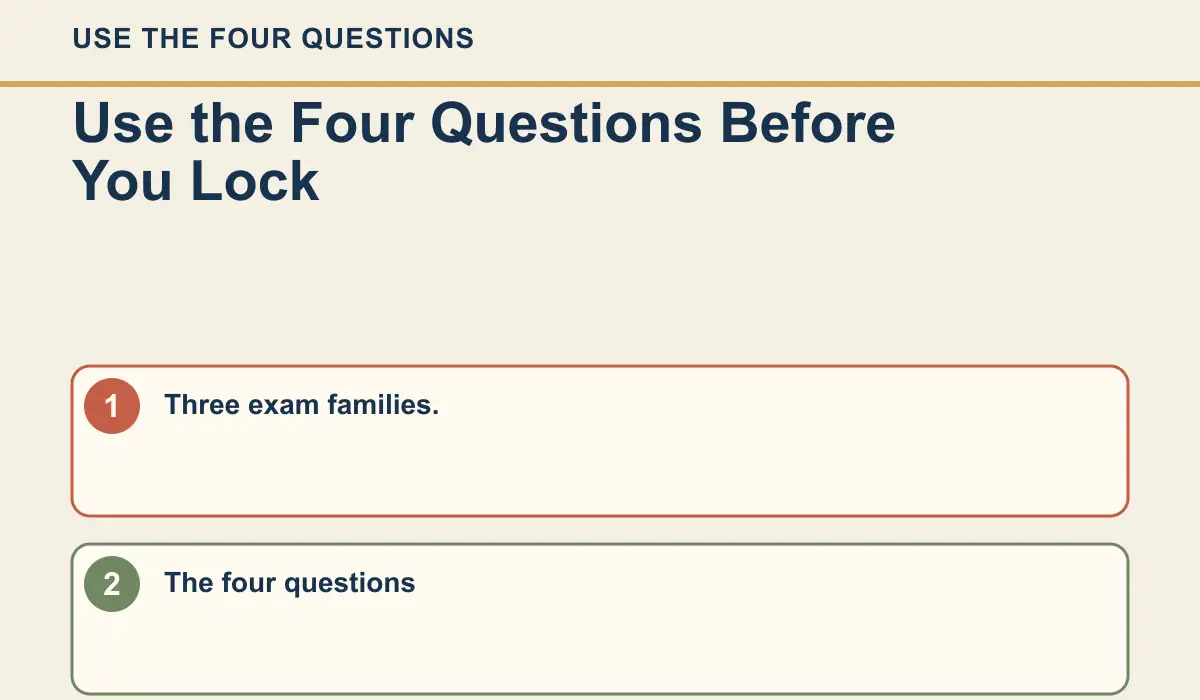 USE THE FOUR QUESTIONS
Use the Four Questions Before
You Lock
1
Three exam families.
2
The four questions